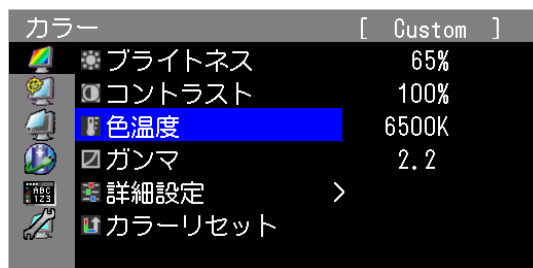 カラー [ Custom ]
ブライトネス 65%
コントラスト 100%
色温度 6500K
ガンマ 2.2
詳細設定 >
カラーリセット
ABC
123